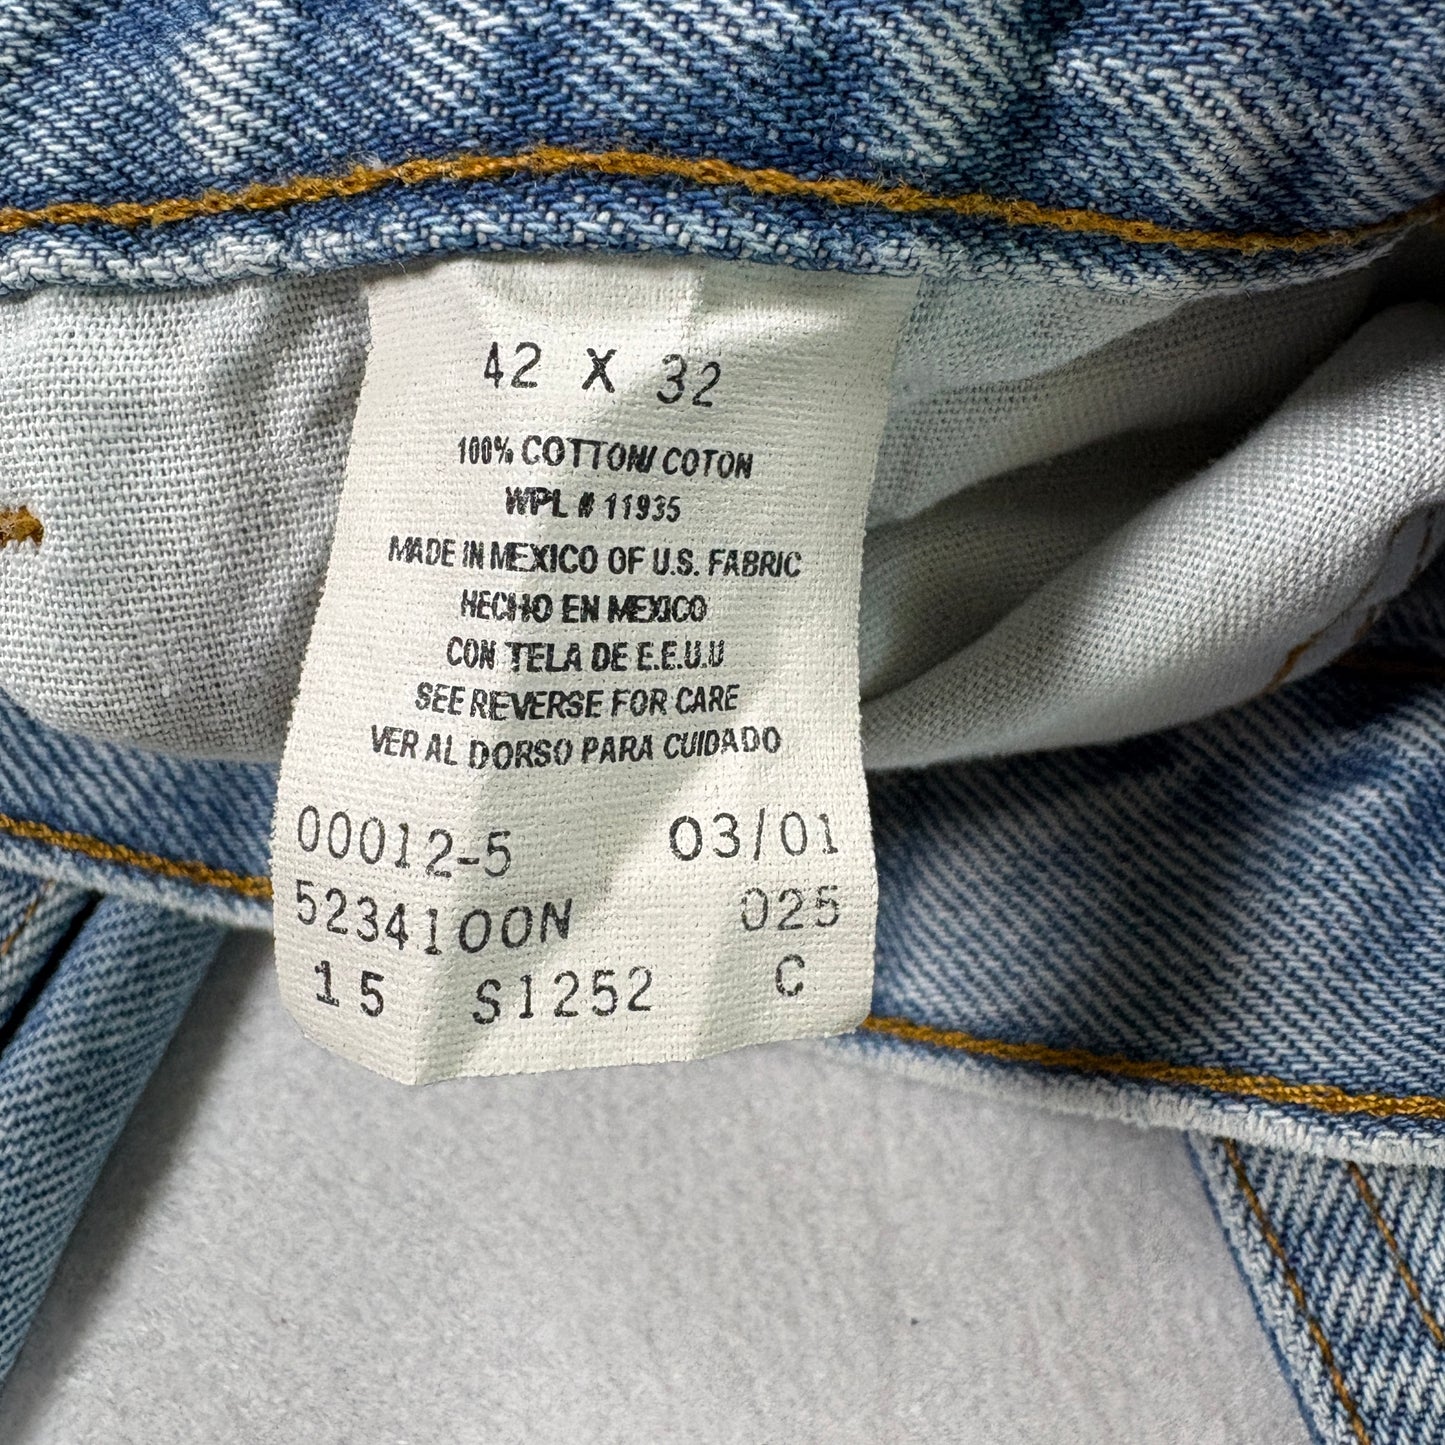 42 X 32
100% COTTON/COTON
WPL # 11935
MADE IN MEXICO OF U.S. FABRIC
HECHO EN MEXICO
CON TELA DE E.E.U.U
SEE REVERSE FOR CARE
VER AL DORSO PARA CUIDADO
00012-5 03/01
5234100N 025
15 S1252 C